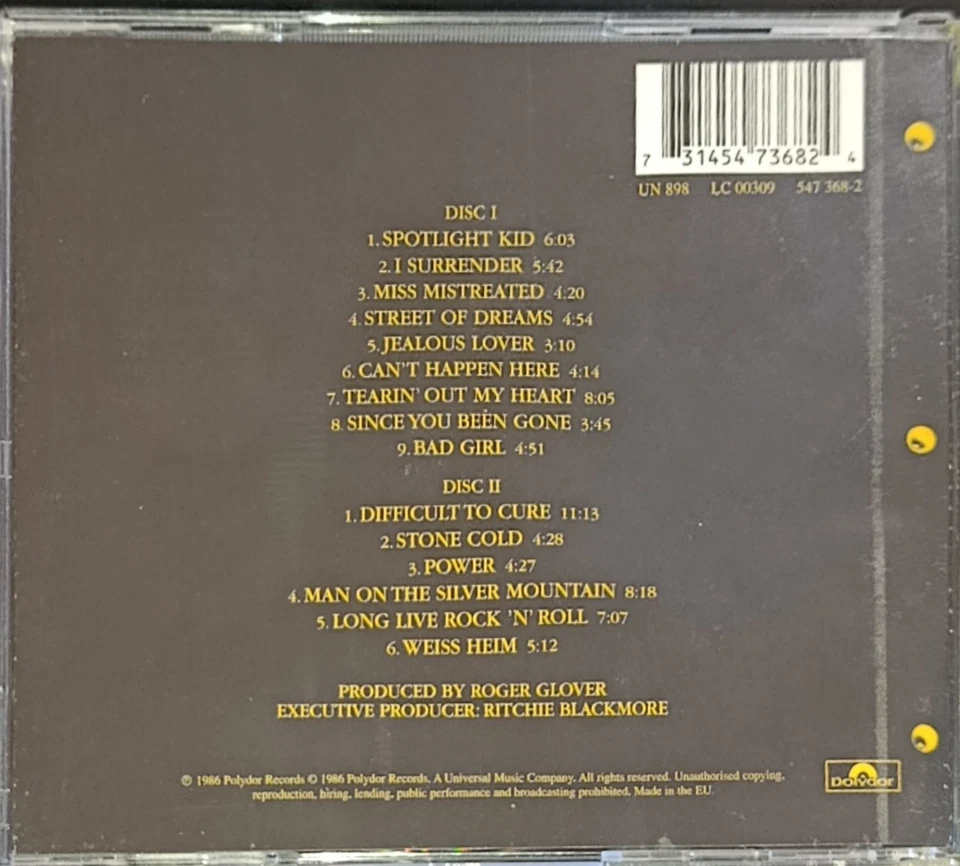 7 31454 73682 4
UN 898 LC 00309 547 368-2
DISC I
1. SPOTLIGHT KID 6:03
2. I SURRENDER 5:42
3. MISS MISTREATED 4:20
4. STREET OF DREAMS 4:54
5. JEALOUS LOVER 3:10
6. CAN'T HAPPEN HERE 4:14
7. TEARIN' OUT MY HEART 8:05
8. SINCE YOU BEEN GONE 3:45
9. BAD GIRL 4:51
DISC II
1. DIFFICULT TO CURE 11:13
2. STONE COLD 4:28
3. POWER 4:27
4. MAN ON THE SILVER MOUNTAIN 8:18
5. LONG LIVE ROCK 'N' ROLL 7:07
6. WEISS HEIM 5:12
PRODUCED BY ROGER GLOVER
EXECUTIVE PRODUCER: RITCHIE BLACKMORE
℗ 1986 Polydor Records © 1986 Polydor Records. A Universal Music Company. All rights reserved. Unauthorised copying,
reproduction, hiring, lending, public performance and broadcasting prohibited. Made in the EU.
Polydor